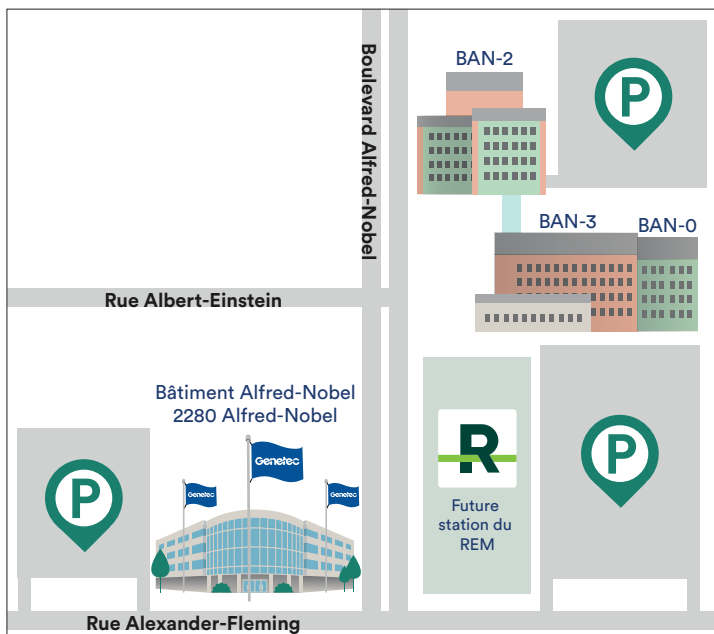 BAN-2
P
Boulevard Alfred-Nobel
BAN-3
BAN-0
Rue Albert-Einstein
Bâtiment Alfred-Nobel
2280 Alfred-Nobel
Genetec
Genetec
Genetec
P
R
Future
station du
REM
P
Rue Alexander-Fleming